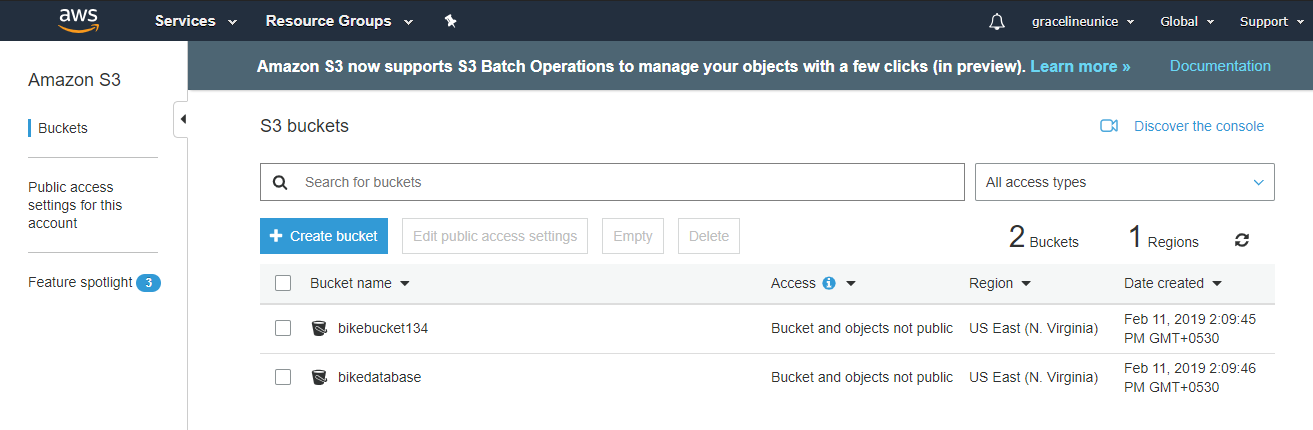 aws Services Resource Groups gracelineunice Global Support
Amazon S3 now supports S3 Batch Operations to manage your objects with a few clicks (in preview). Learn more » Documentation
Amazon S3
Buckets
Public access
settings for this
account
Feature spotlight 3
S3 buckets Discover the console
Search for buckets All access types
Create bucket Edit public access settings Empty Delete 2 Buckets 1 Regions
Bucket name Access Region Date created
bikebucket134 Bucket and objects not public US East (N. Virginia) Feb 11, 2019 2:09:45
PM GMT+0530
bikedatabase Bucket and objects not public US East (N. Virginia) Feb 11, 2019 2:09:46
PM GMT+0530